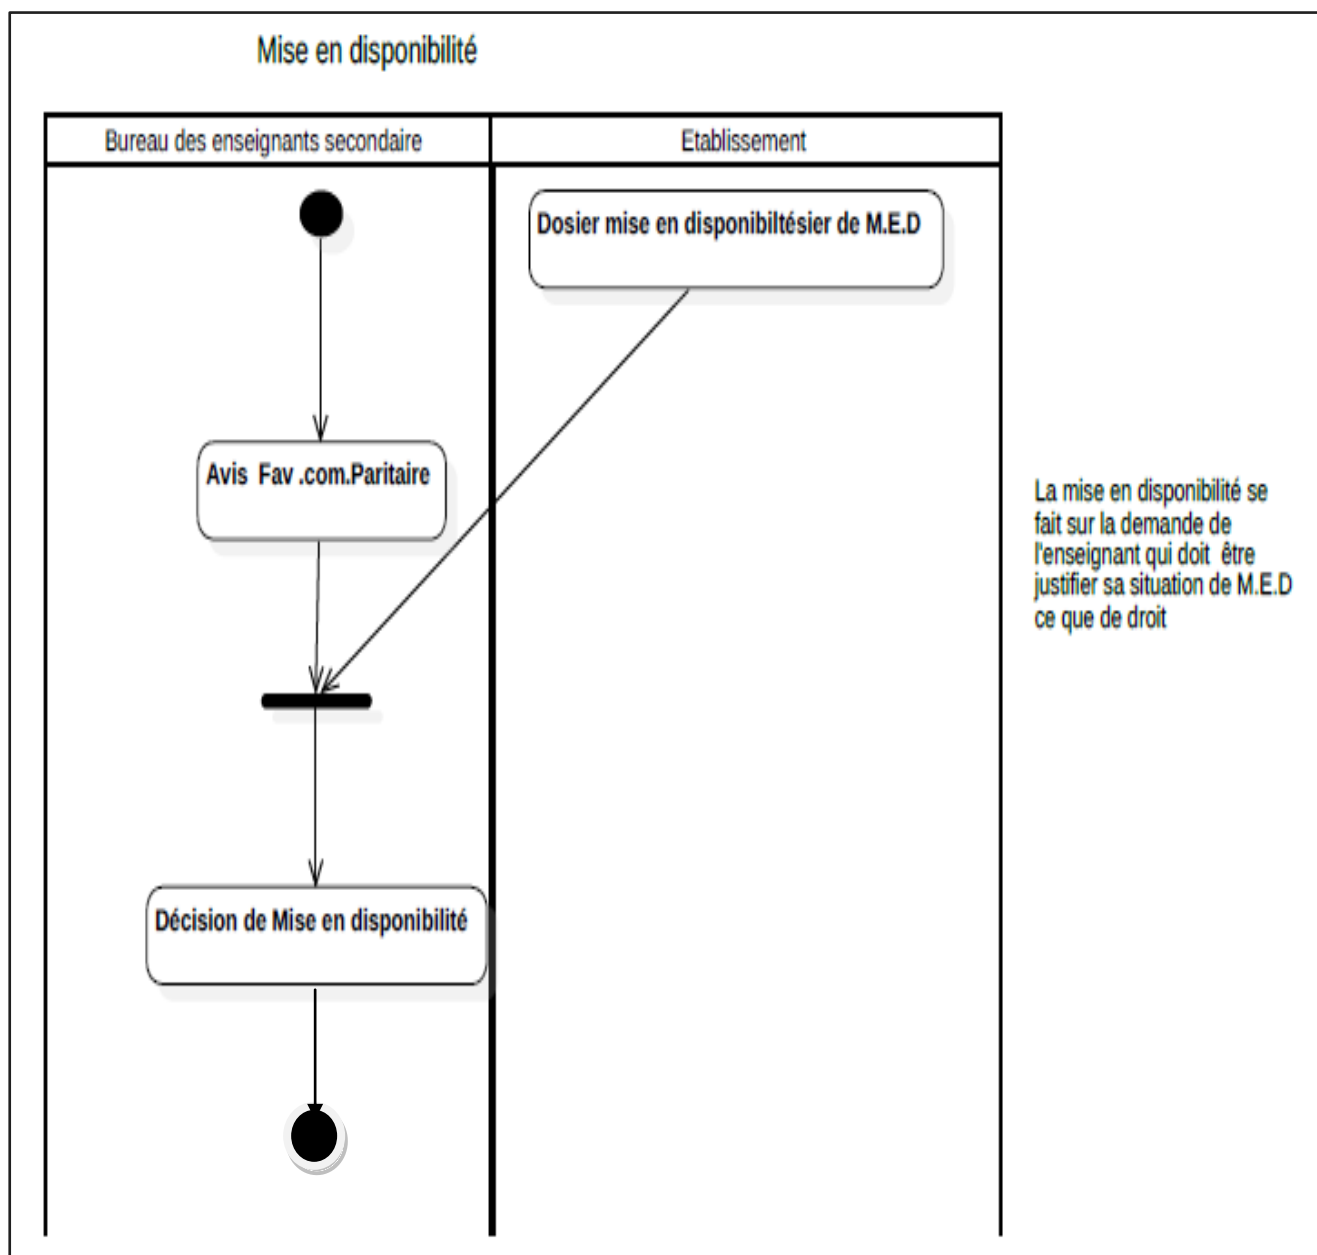 Mise en disponibilité
Bureau des enseignants secondaire
Etablissement
Dosier mise en disponibiltésier de M.E.D
Avis Fav .com.Paritaire
La mise en disponibilité se
fait sur la demande de
l'enseignant qui doit être
justifier sa situation de M.E.D
ce que de droit
Décision de Mise en disponibilité